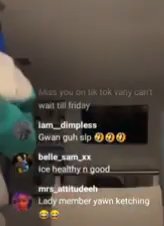 Miss you on tik tok vany can't
wait till friday
iam__dimpless
Gwan guh slp 🤣🤣🤣
belle_sam_xx
Ice healthy n good
mrs_attitudeeh
Lady member yawn ketching
😂😂